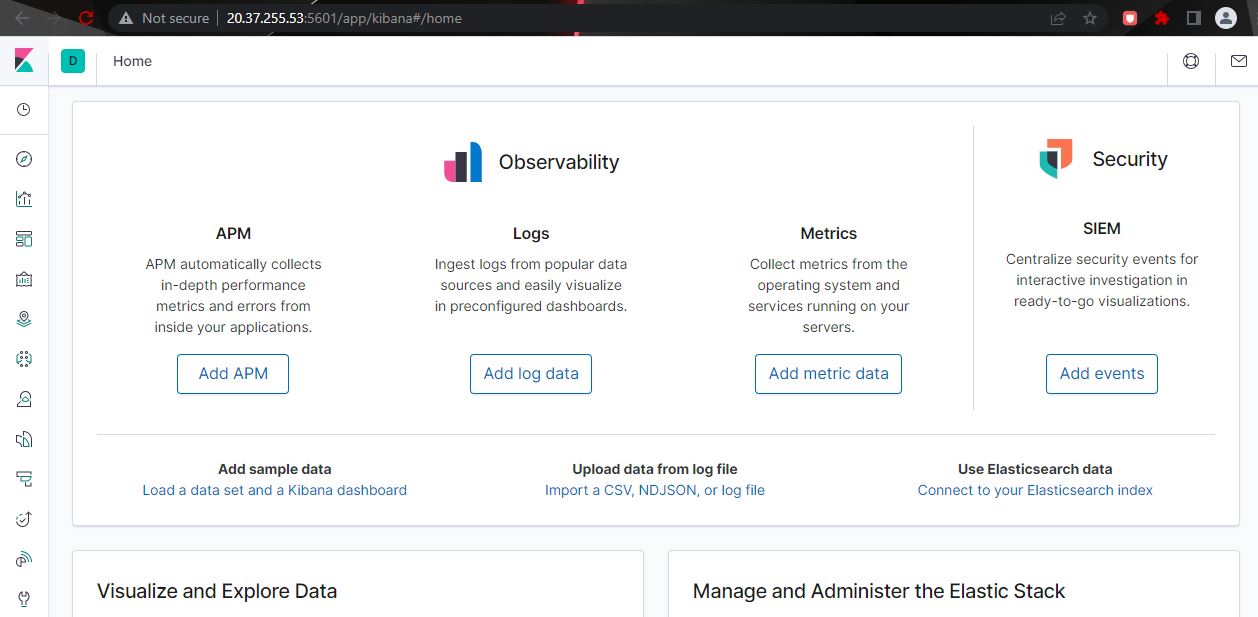 Not secure
20.37.255.53:5601/app/kibana#/home
D
Home
Observability
APM
APM automatically collects
in-depth performance
metrics and errors from
inside your applications.
Add APM
Logs
Ingest logs from popular data
sources and easily visualize
in preconfigured dashboards.
Add log data
Metrics
Collect metrics from the
operating system and
services running on your
servers.
Add metric data
Security
SIEM
Centralize security events for
interactive investigation in
ready-to-go visualizations.
Add events
Add sample data
Load a data set and a Kibana dashboard
Upload data from log file
Import a CSV, NDJSON, or log file
Use Elasticsearch data
Connect to your Elasticsearch index
Visualize and Explore Data
Manage and Administer the Elastic Stack